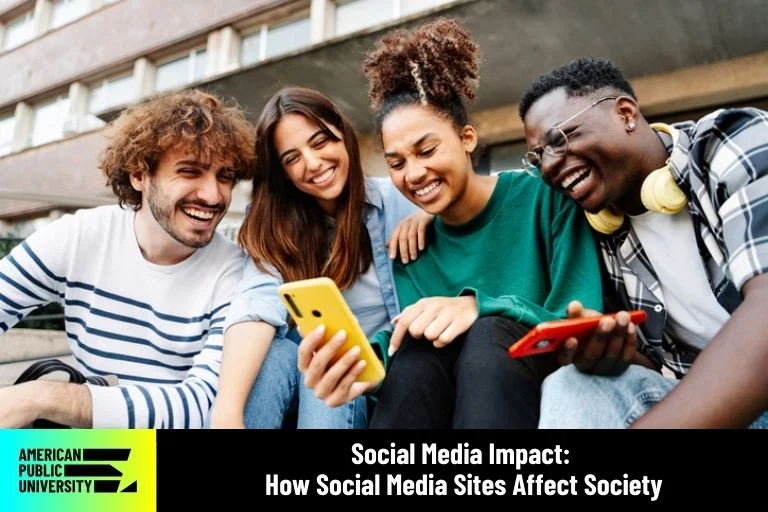 AMERICAN
PUBLIC
UNIVERSITY
Social Media Impact:
How Social Media Sites Affect Society